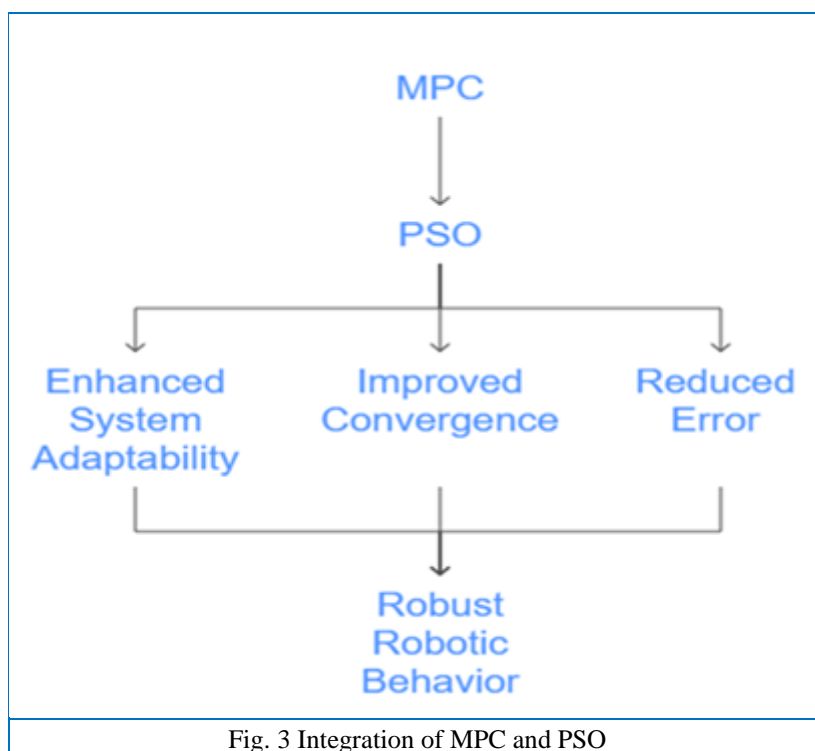 MPC
PSO
Enhanced
System
Adaptability
Improved
Convergence
Reduced
Error
Robust
Robotic
Behavior
Fig. 3 Integration of MPC and PSO